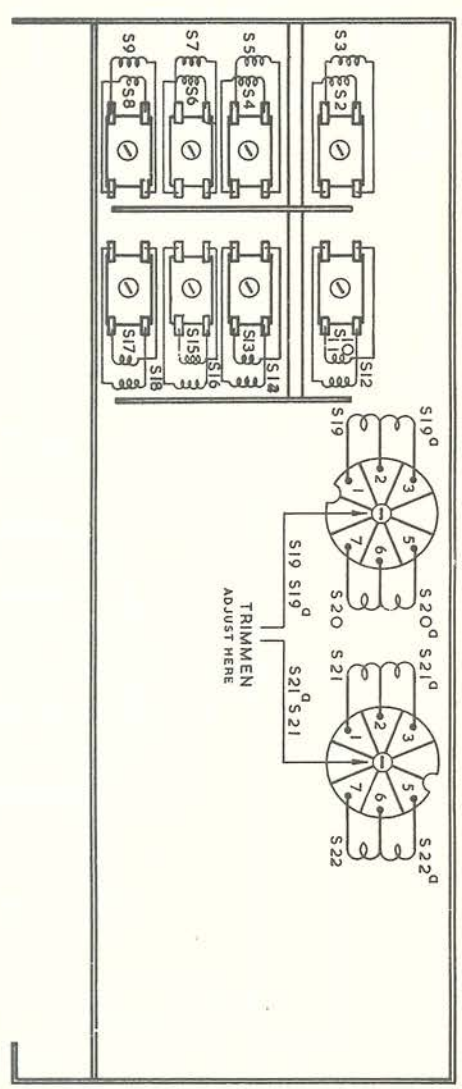 S3
S2
S5
S4
S7
S6
S9
S8
S10
S11
S12
S13
S15
S16
S17
S18
S19 S19a
1 2 3
7 6 5
S20 S20a
S21 S21a
1 2 3
7 6 5
S22 S22a
S19 S19a
S21a S21
TRIMMEN
ADJUST HERE